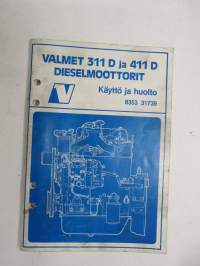 VALMET 311 D ja 411 D
DIESELMOOTTORIT
Käyttö ja huolto
8353 31739